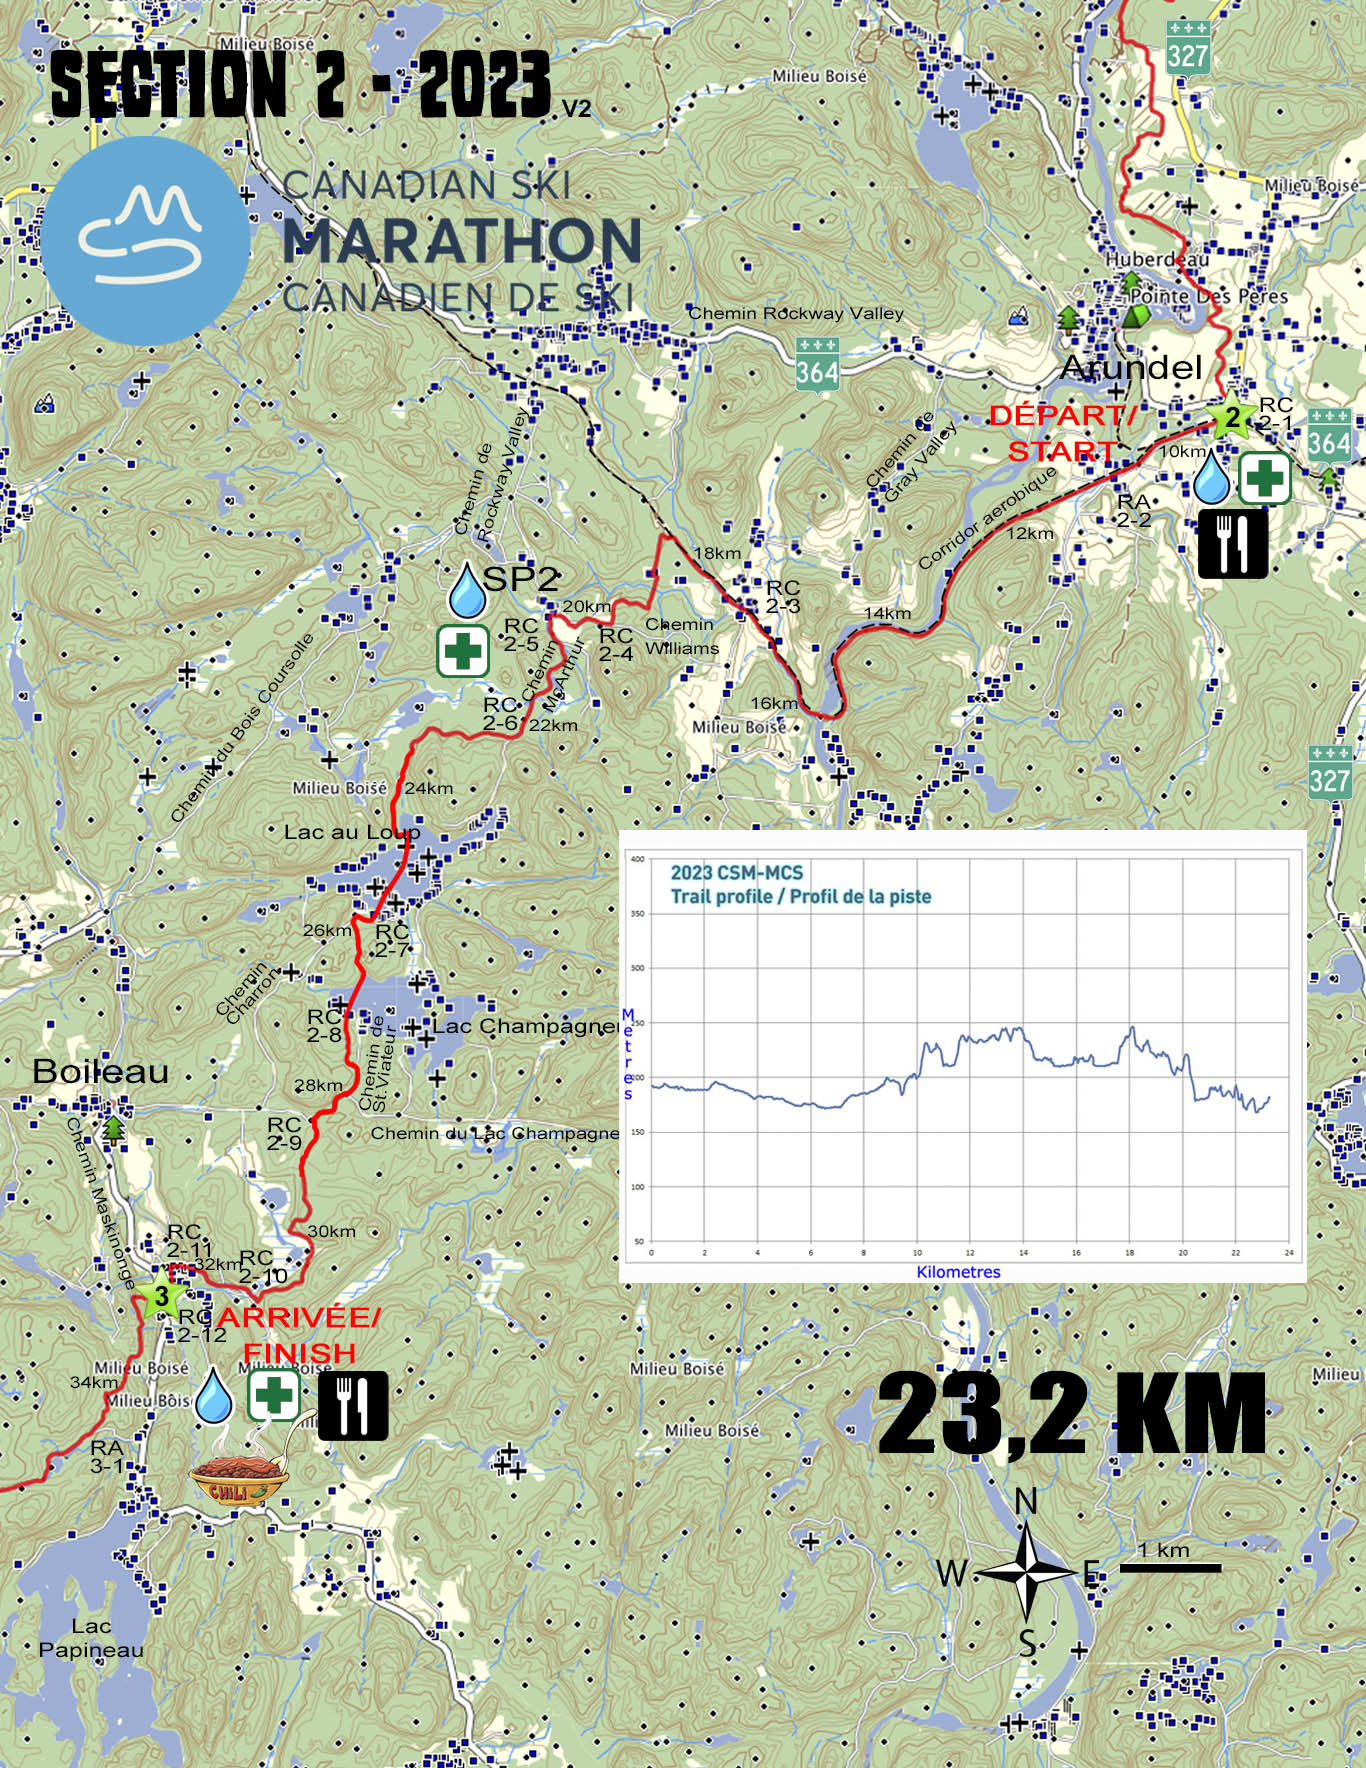 SECTION 2 - 2023 V2
CANADIAN SKI
MARATHON
CANADIEN DE SKI
Milieu Boisé
Milieu Boisé
327
Milieu Boisé
Huberdeau
Pointe Des Peres
Chemin Rockway Valley
364
Arundel
DÉPART/
START
2
RC
2-1
364
10km
RA
2-2
Chemin de
Gray Valley
Corridor aerobique
12km
Chemin de
Rockway Valley
18km
RC
2-3
14km
SP2
20km
RC
2-5
RC
2-4
Chemin
Williams
Chemin
McArthur
16km
RC
2-6
22km
Milieu Boisé
Chemin du Bois Coursolle
327
Milieu Boisé
24km
Lac au Loup
26km
RC
2-7
Chemin
Charron
RC
2-8
Lac Champagne
Chemin de
St.Viateur
Boileau
28km
RC
2-9
Chemin du Lac Champagne
Chemin Maskinonge
30km
RC
2-11
32km
RC
2-10
3
RC
2-12
ARRIVÉE/
FINISH
Milieu Boisé
Milieu Boisé
34km
Milieu Bois
CHILI
RA
3-1
Lac
Papineau
2023 CSM-MCS
Trail profile / Profil de la piste
Metres
400
350
300
250
200
150
100
50
0 2 4 6 8 10 12 14 16 18 20 22 24
Kilometres
Milieu Boisé
Milieu
Milieu Boisé
23,2 KM
N
W E
S
1 km